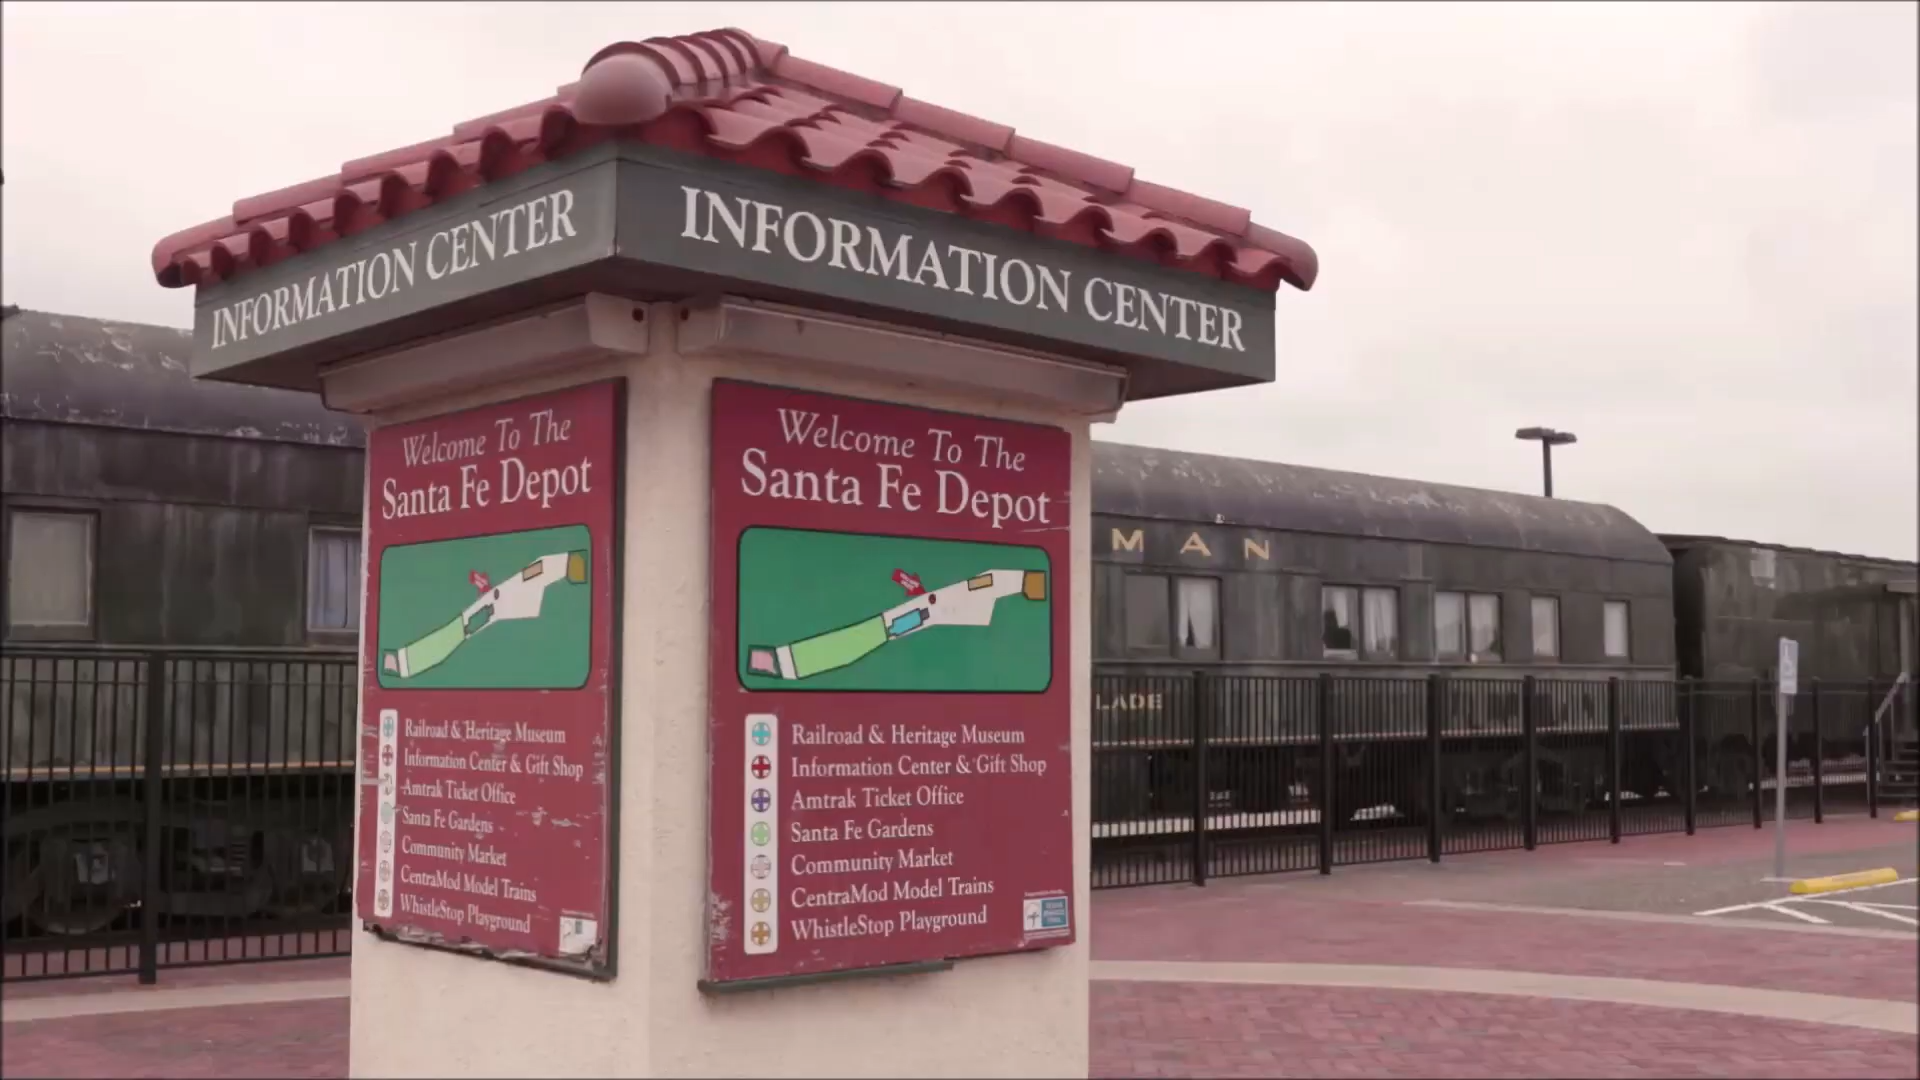 INFORMATION CENTER
INFORMATION CENTER
Welcome To The
Santa Fe Depot
Railroad & Heritage Museum
Information Center & Gift Shop
Amtrak Ticket Office
Santa Fe Gardens
Community Market
CentraMod Model Trains
WhistleStop Playground
Welcome To The
Santa Fe Depot
Railroad & Heritage Museum
Information Center & Gift Shop
Amtrak Ticket Office
Santa Fe Gardens
Community Market
CentraMod Model Trains
WhistleStop Playground
MAN
LADE